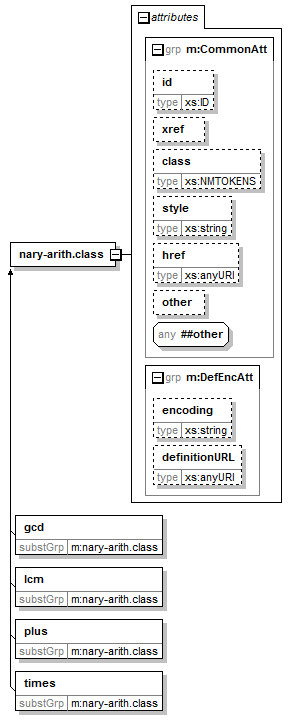 attributes
grp m:CommonAtt
id
type xs:ID
xref
class
type xs:NMTOKENS
style
type xs:string
nary-arith.class
href
type xs:anyURI
other
any ##other
grp m:DefEncAtt
encoding
type xs:string
definitionURL
type xs:anyURI
gcd
substGrp m:nary-arith.class
lcm
substGrp m:nary-arith.class
plus
substGrp m:nary-arith.class
times
substGrp m:nary-arith.class